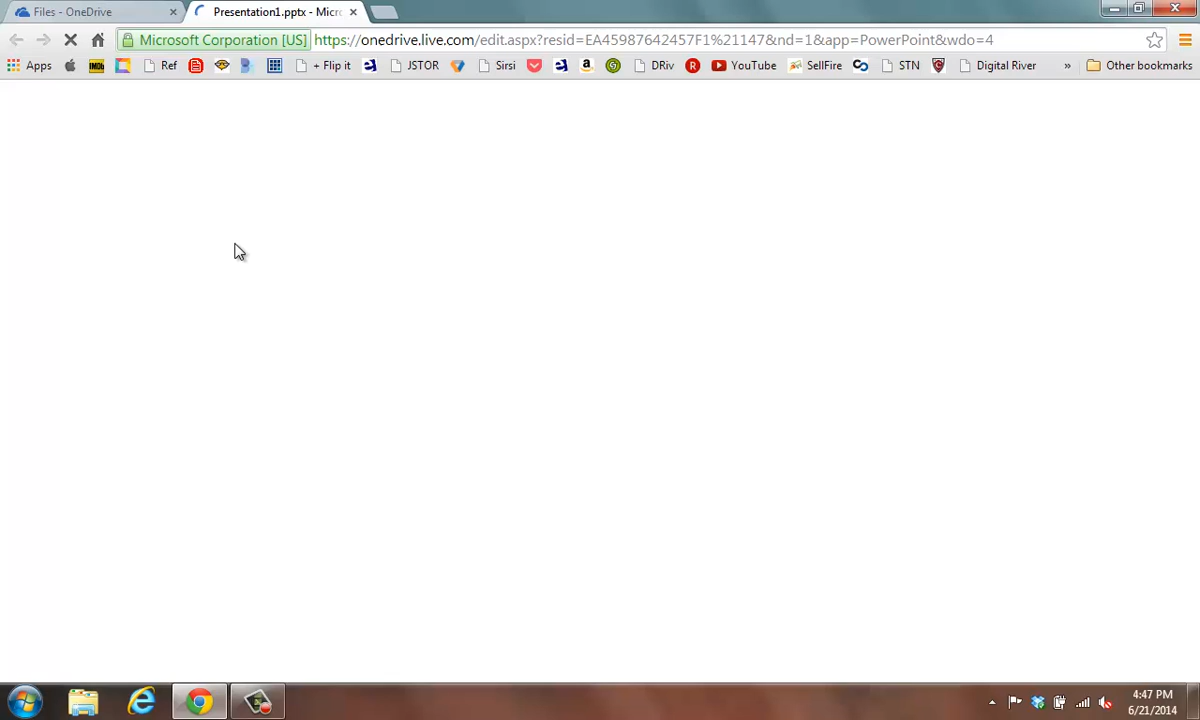 Files - OneDrive
Presentation1.pptx - Micro
Microsoft Corporation [US] https://onedrive.live.com/edit.aspx?resid=EA45987642457F1%21147&nd=1&app=PowerPoint&wdo=4
Apps IMDb Ref + Flip it JSTOR Sirsi a DRiv R YouTube SellFire STN Digital River » Other bookmarks
4:47 PM
6/21/2014